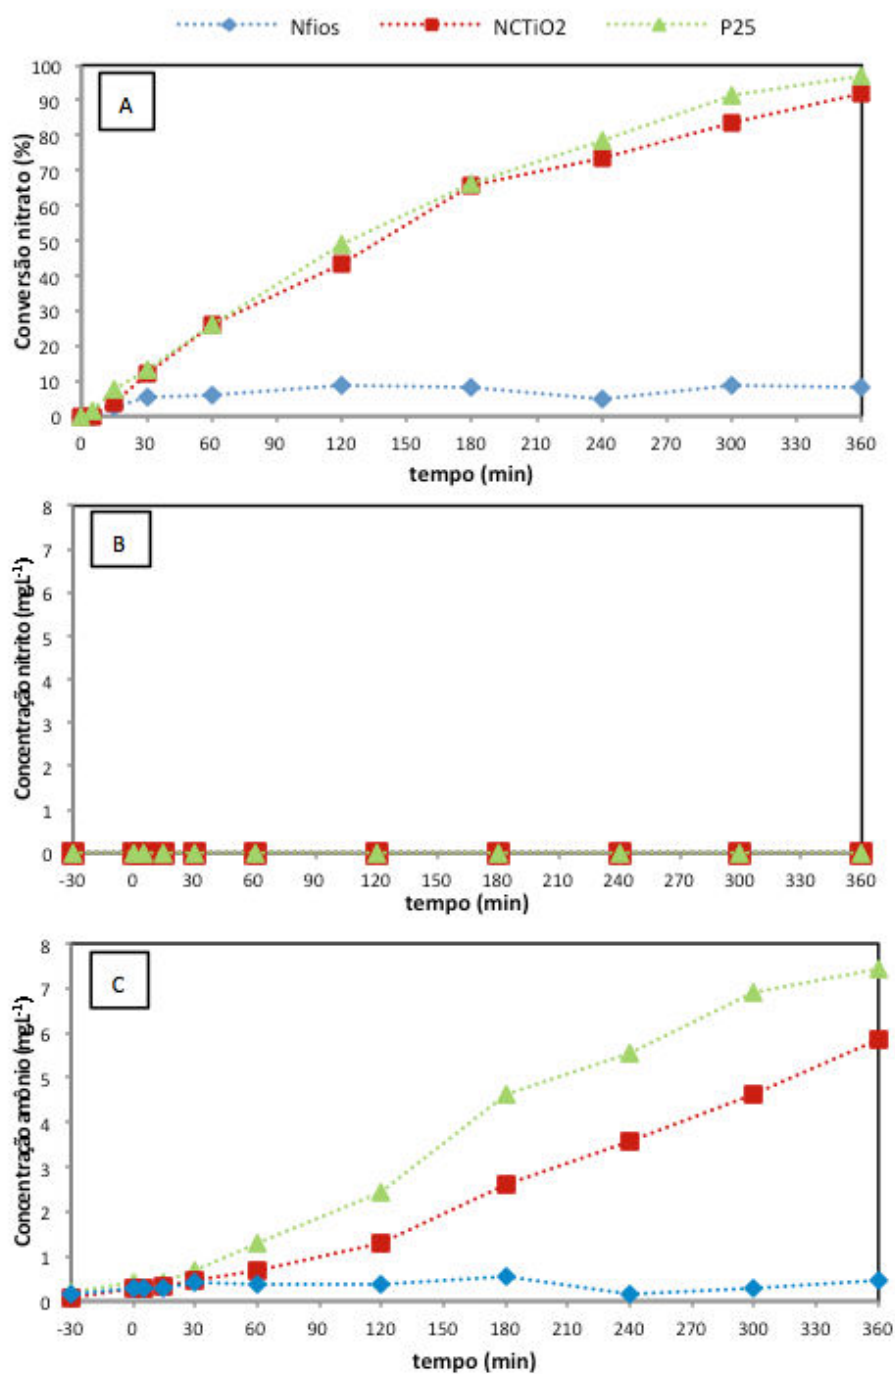 Nfios NCTiO2 P25
A
Conversão nitrato (%)
100
90
80
70
60
50
40
30
20
10
0
0 30 60 90 120 150 180 210 240 270 300 330 360
tempo (min)
B
Concentração nitrito (mgL-1)
8
7
6
5
4
3
2
1
0
-30 0 30 60 90 120 150 180 210 240 270 300 330 360
tempo (min)
C
Concentração amônio (mgL-1)
8
7
6
5
4
3
2
1
0
-30 0 30 60 90 120 150 180 210 240 270 300 330 360
tempo (min)